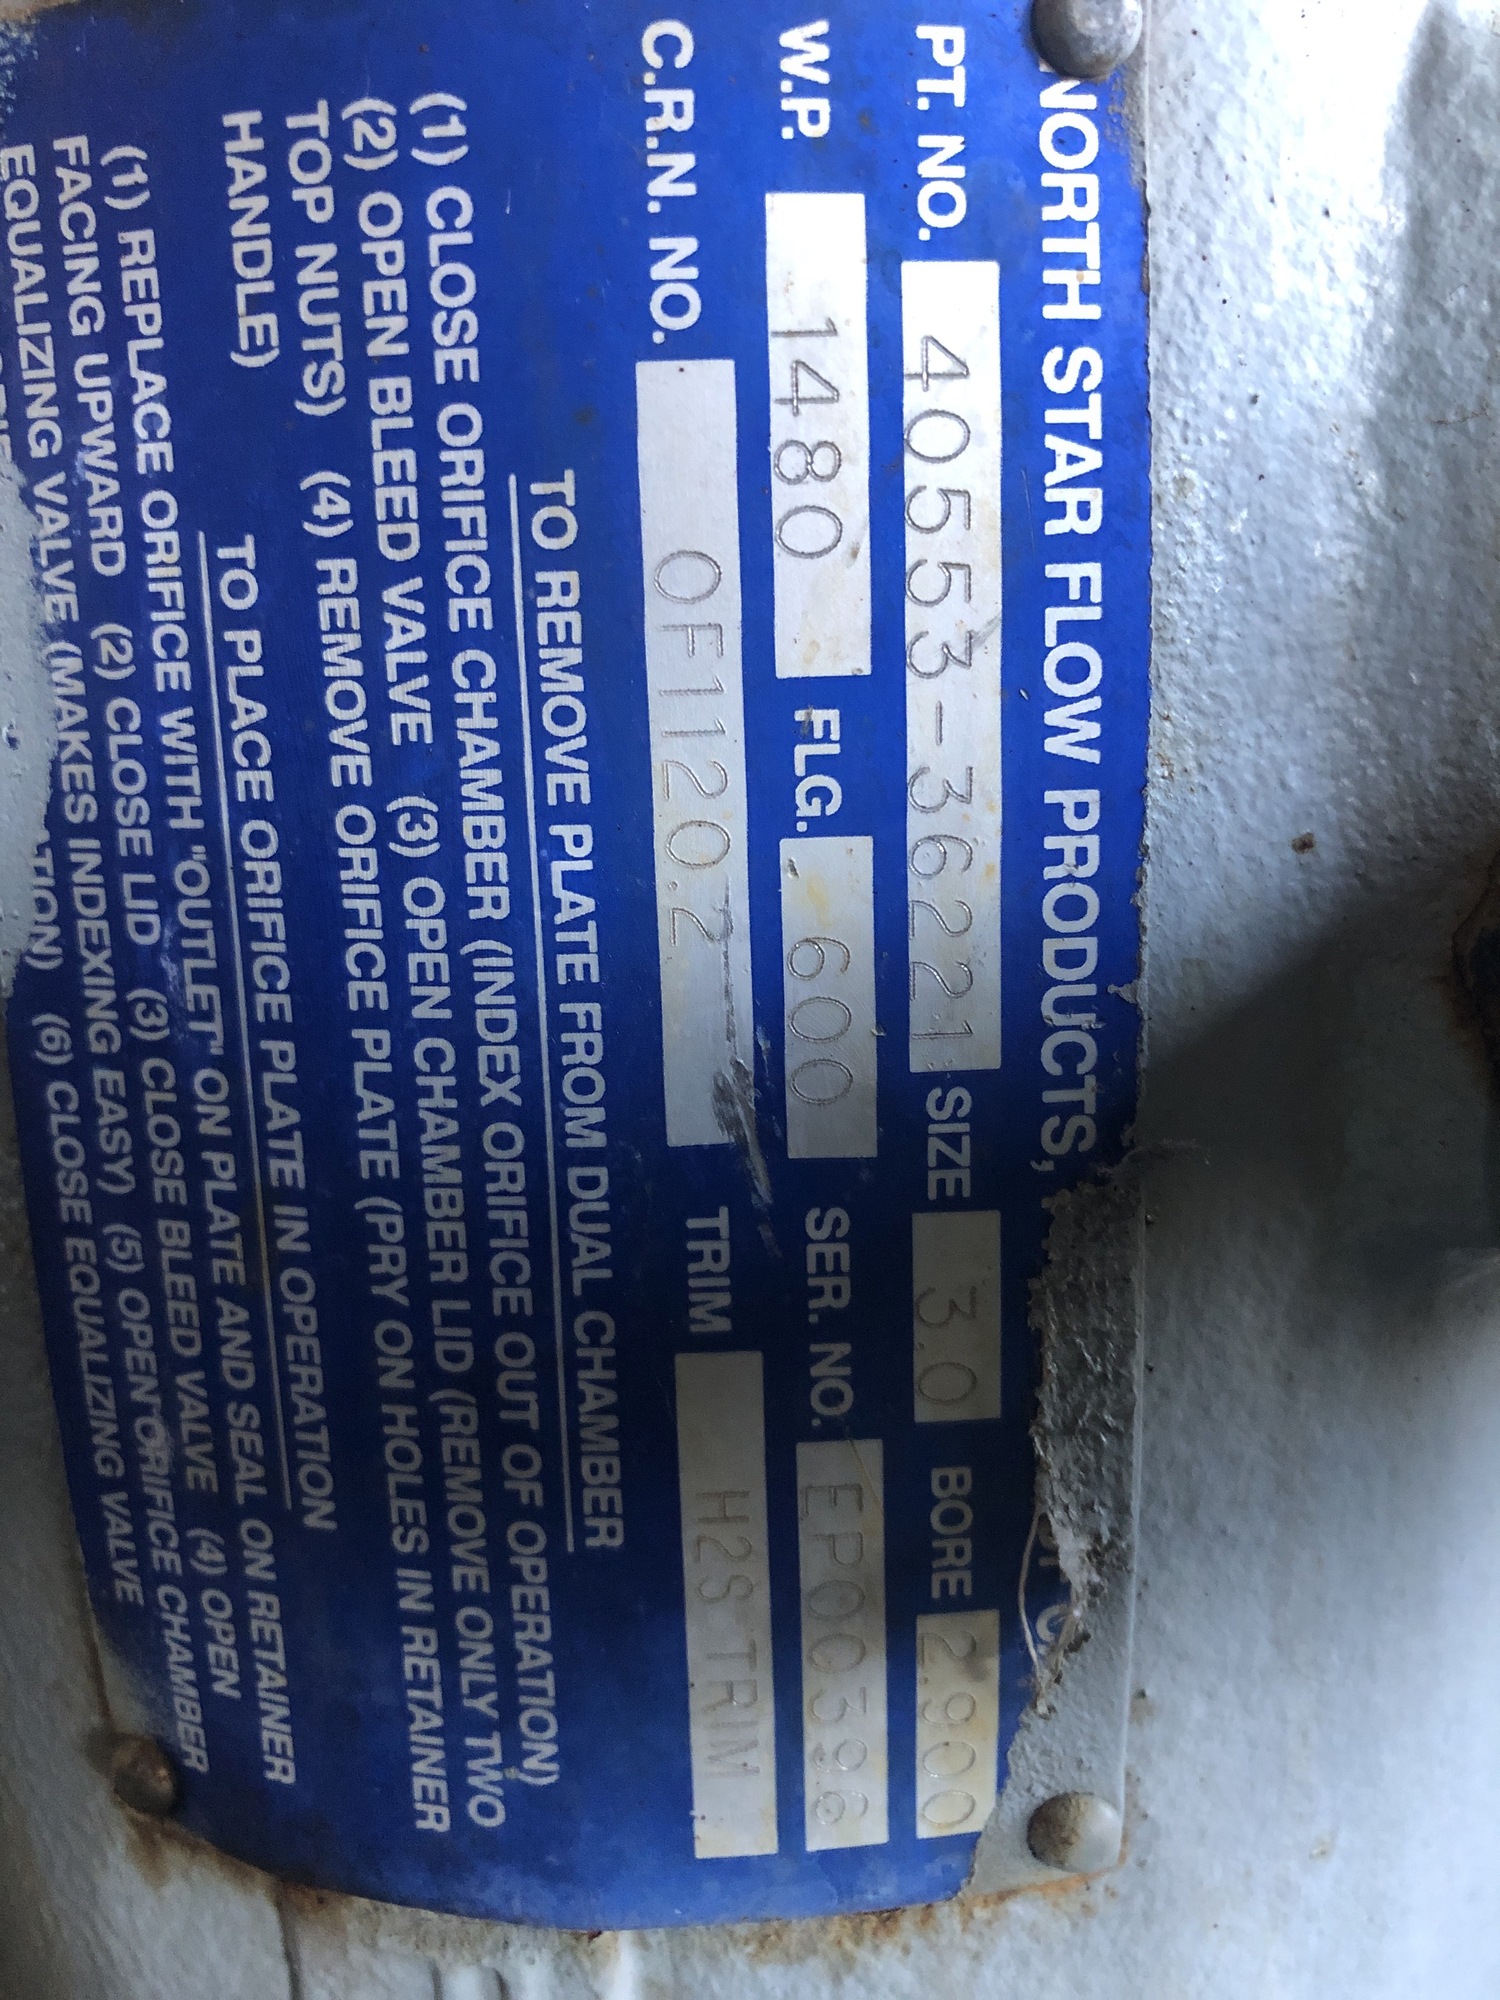 NORTH STAR FLOW PRODUCTS,
PT. NO. 40553-36221 SIZE 3.0 BORE 2.900
W.P. 1480 FLG. 600 SER. NO. EP00396
C.R.N. NO. 0F1120.2 TRIM H2S TRIM
TO REMOVE PLATE FROM DUAL CHAMBER
(1) CLOSE ORIFICE CHAMBER (INDEX ORIFICE OUT OF OPERATION)
(2) OPEN BLEED VALVE (3) OPEN CHAMBER LID (REMOVE ONLY TWO
TOP NUTS) (4) REMOVE ORIFICE PLATE (PRY ON HOLES IN RETAINER
HANDLE)
TO PLACE ORIFICE PLATE IN OPERATION
(1) REPLACE ORIFICE WITH "OUTLET" ON PLATE AND SEAL ON RETAINER
FACING UPWARD (2) CLOSE LID (3) CLOSE BLEED VALVE (4) OPEN
EQUALIZING VALVE (MAKES INDEXING EASY) (5) OPEN ORIFICE CHAMBER
(6) CLOSE EQUALIZING VALVE